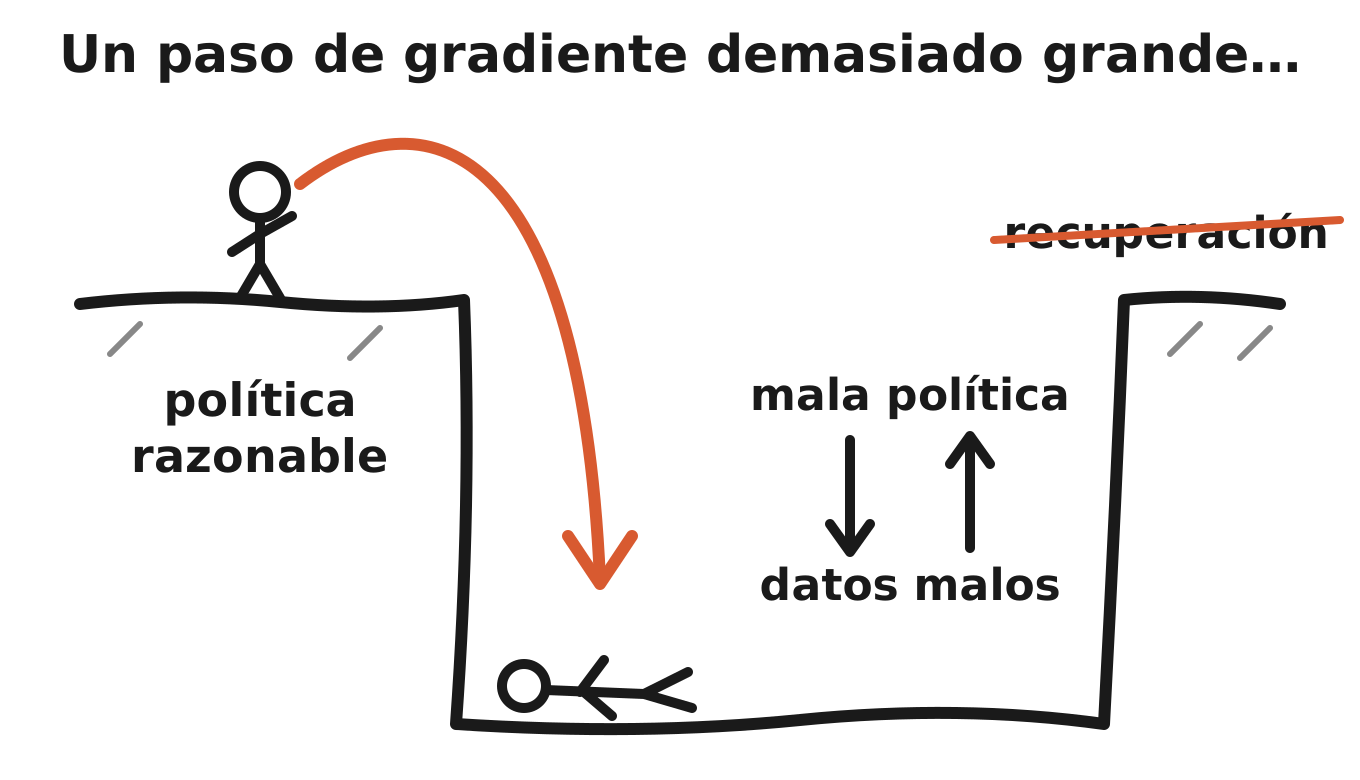 Un paso de gradiente demasiado grande…
recuperación
política
razonable
mala política
datos malos